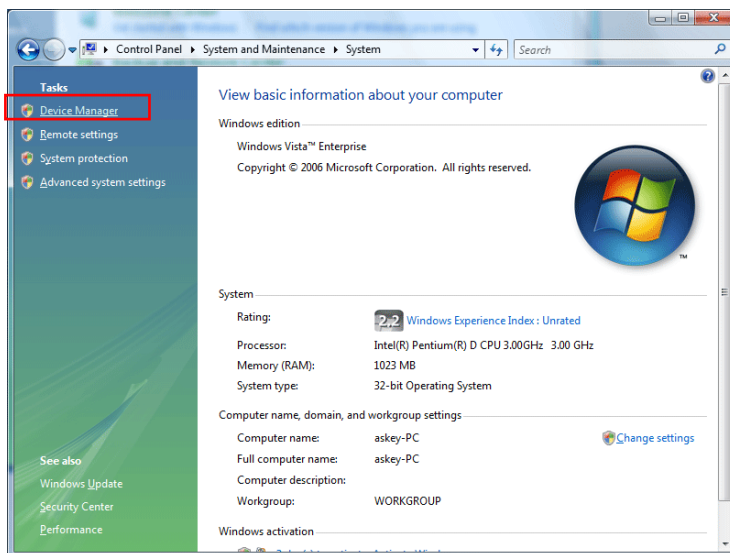 Control Panel ▸ System and Maintenance ▸ System
Search
Tasks
Device Manager
Remote settings
System protection
Advanced system settings
See also
Windows Update
Security Center
Performance
View basic information about your computer
Windows edition
Windows Vista™ Enterprise
Copyright © 2006 Microsoft Corporation. All rights reserved.
TM
System
Rating: 2,2 Windows Experience Index : Unrated
Processor: Intel(R) Pentium(R) D CPU 3.00GHz 3.00 GHz
Memory (RAM): 1023 MB
System type: 32-bit Operating System
Computer name, domain, and workgroup settings
Computer name: askey-PC
Change settings
Full computer name: askey-PC
Computer description:
Workgroup: WORKGROUP
Windows activation